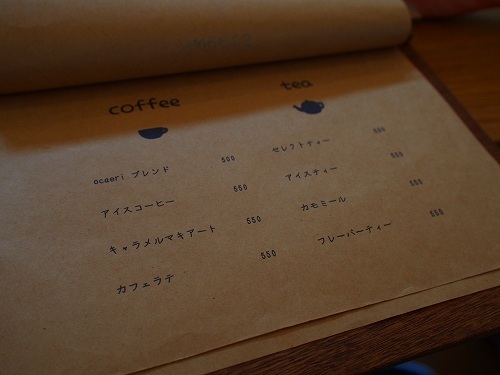 coffee
ocaeri ブレンド 550
アイスコーヒー 550
キャラメルマキアート 550
カフェラテ 550
tea
セレクトティー 550
アイスティー 550
カモミール 550
フレーバーティー 550